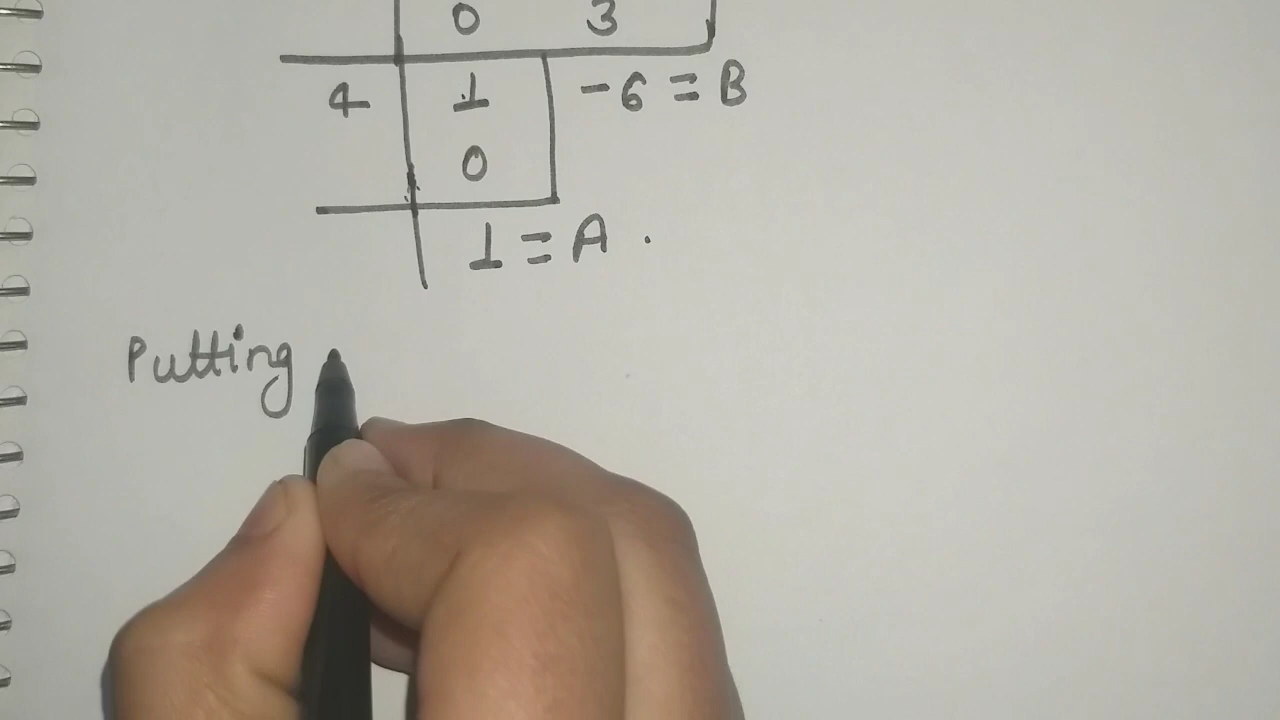 0 3
4 1 -6 = B
0
1 = A .
Putting